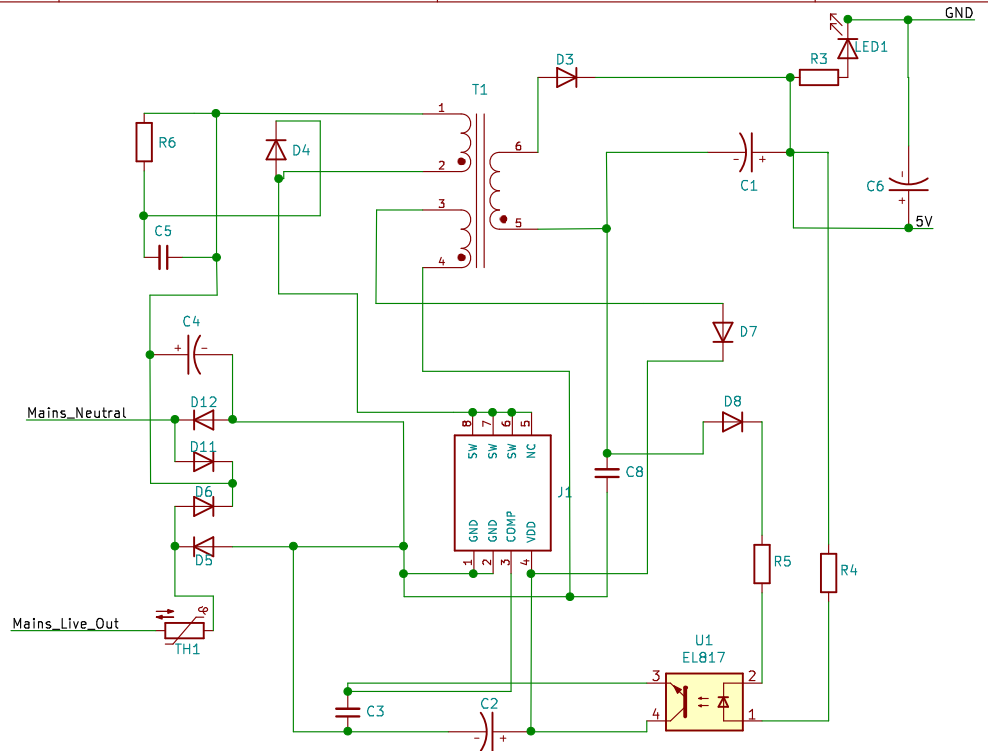 GND
LED1
D3
R3
T1
1
6
R6
D4
2
C1
-
+
C6
-
+
3
5
5V
C5
4
C4
+
-
D7
Mains_Neutral
D12
D8
8
7
6
5
D11
SW
SW
SW
NC
C8
D6
J1
GND
GND
COMP
VDD
D5
1
2
3
4
R5
R4
Mains_Live_Out
TH1
U1
EL817
3
2
C3
C2
4
1
-
+